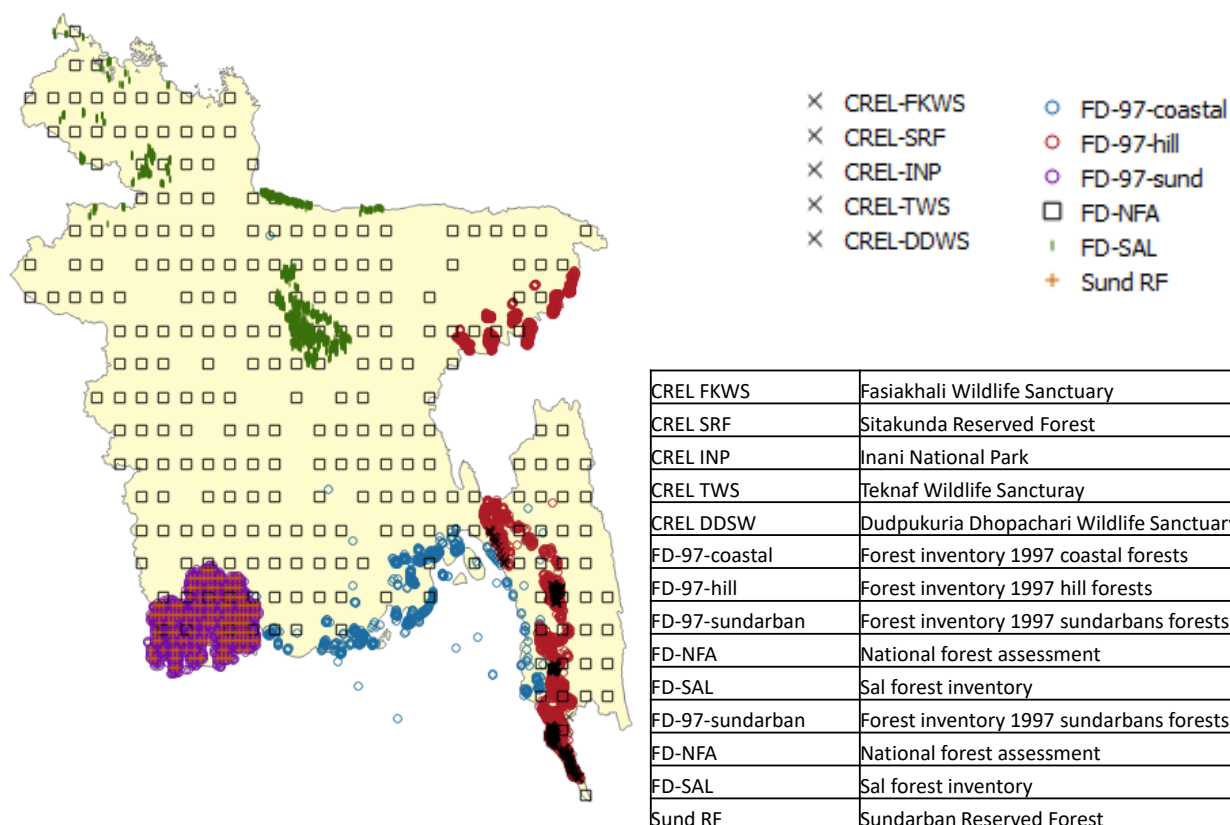 CREL-FKWS
CREL-SRF
CREL-INP
CREL-TWS
CREL-DDWS
FD-97-coastal
FD-97-hill
FD-97-sund
FD-NFA
FD-SAL
Sund RF
CREL FKWS Fasiakhali Wildlife Sanctuary
CREL SRF Sitakunda Reserved Forest
CREL INP Inani National Park
CREL TWS Teknaf Wildlife Sancturay
CREL DDSW Dudpukuria Dhopachari Wildlife Sanctuary
FD-97-coastal Forest inventory 1997 coastal forests
FD-97-hill Forest inventory 1997 hill forests
FD-97-sundarban Forest inventory 1997 sundarbans forests
FD-NFA National forest assessment
FD-SAL Sal forest inventory
FD-97-sundarban Forest inventory 1997 sundarbans forests
FD-NFA National forest assessment
FD-SAL Sal forest inventory
Sund RF Sundarban Reserved Forest